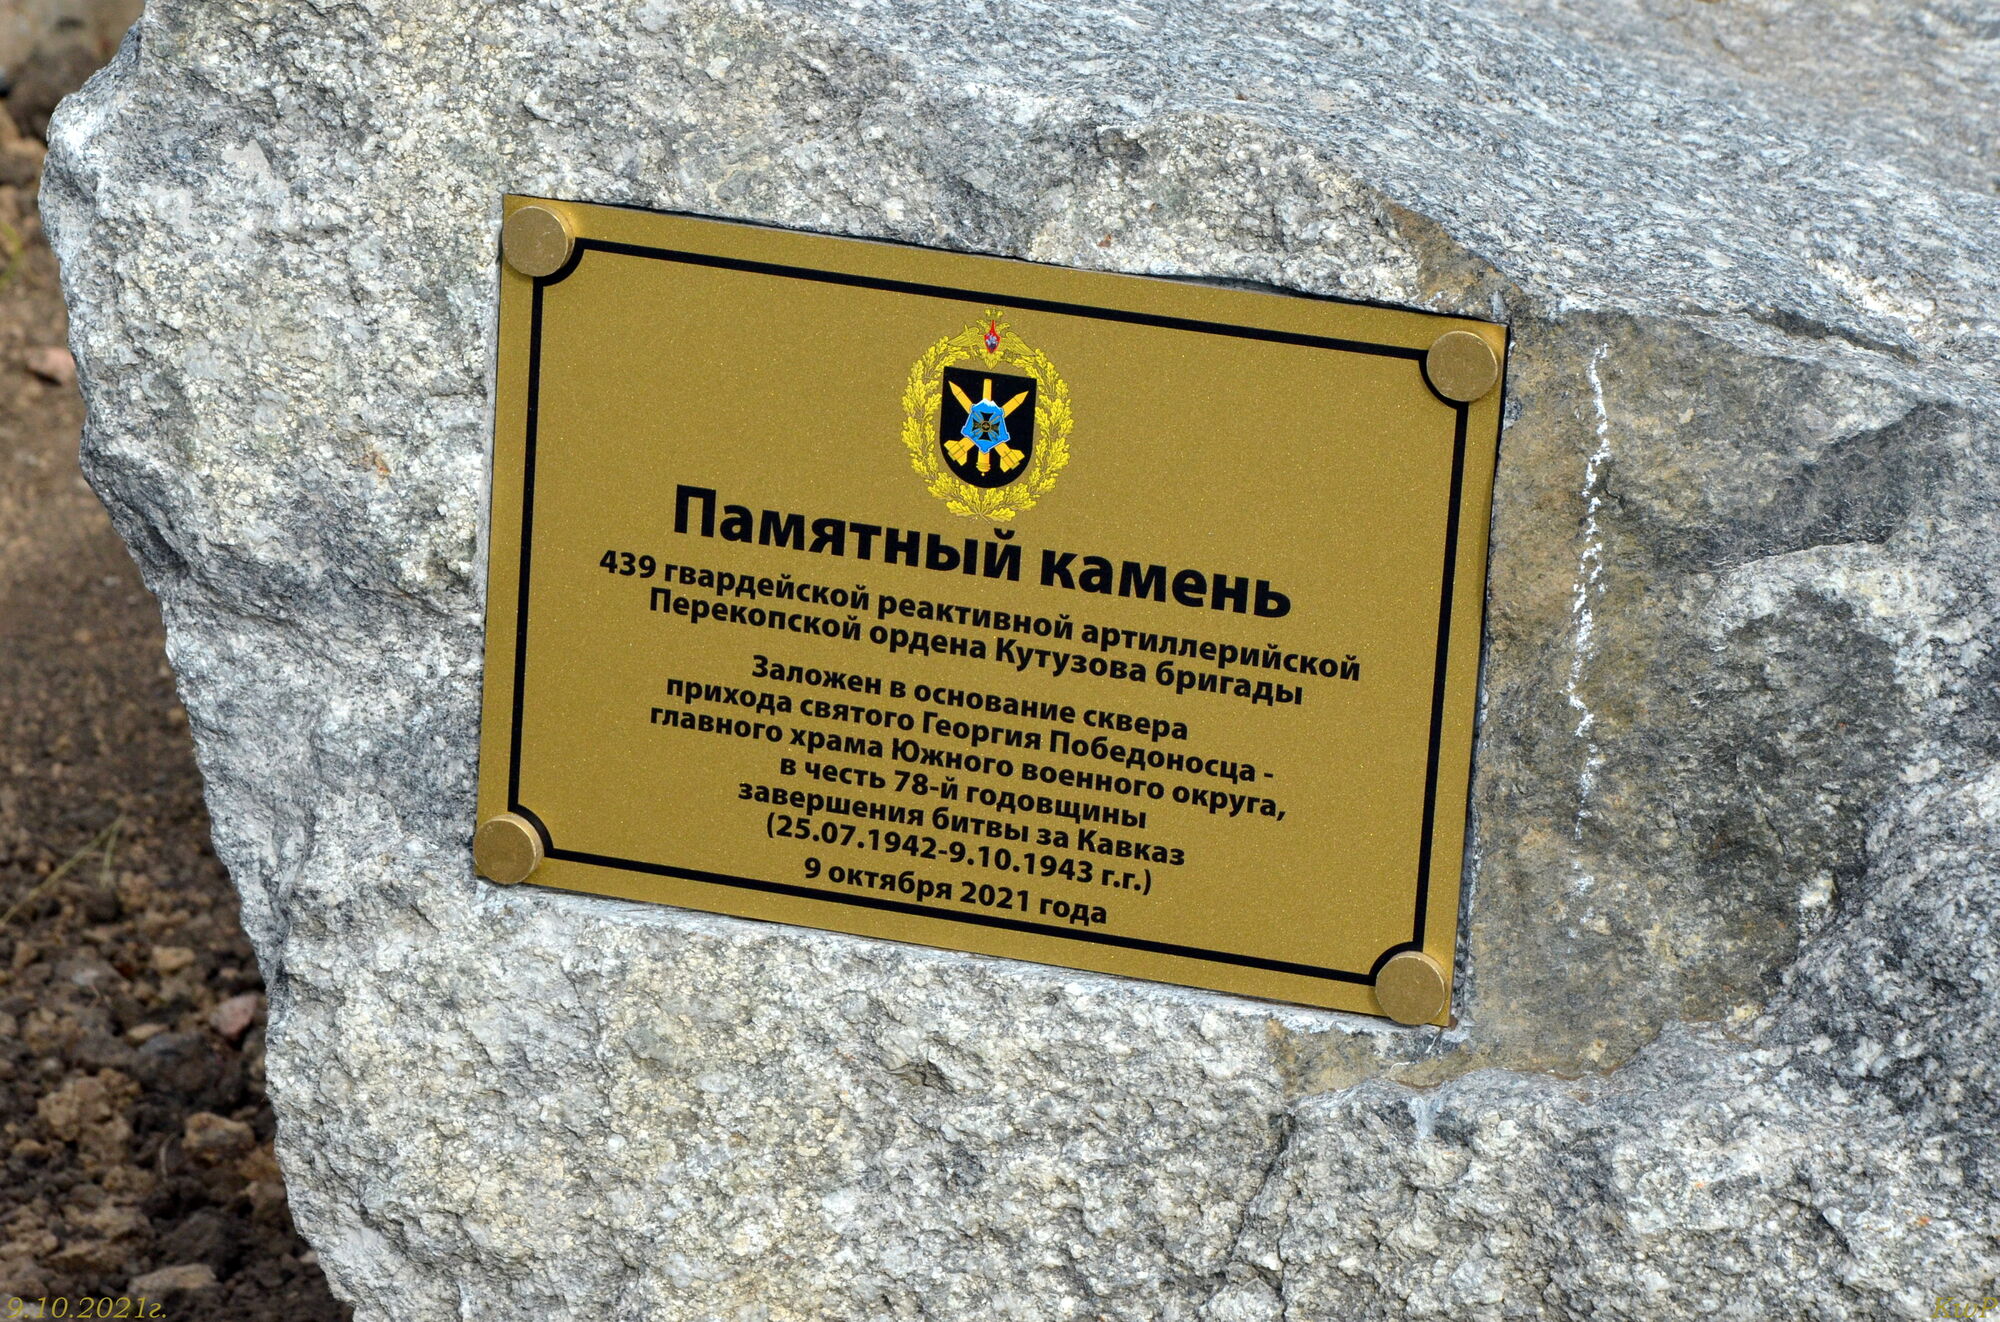 Памятный камень
439 гвардейской реактивной артиллерийской
Перекопской ордена Кутузова бригады
Заложен в основание сквера
прихода святого Георгия Победоносца -
главного храма Южного военного округа,
в честь 78-й годовщины
завершения битвы за Кавказ
(25.07.1942-9.10.1943 г.г.)
9 октября 2021 года
9.10.2021г.
KwP